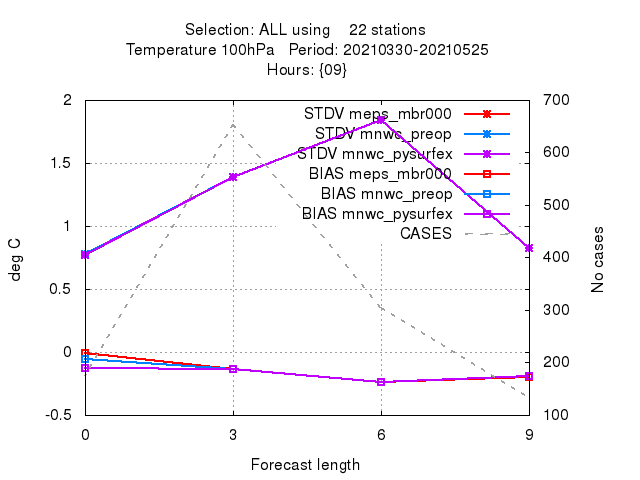 Selection: ALL using    22 stations
Temperature 100hPa   Period: 20210330-20210525
Hours: {09}
2
1.5
1
0.5
0
-0.5
deg C
STDV meps_mbr000
STDV mnwc_preop
STDV mnwc_pysurfex
BIAS meps_mbr000
BIAS mnwc_preop
BIAS mnwc_pysurfex
CASES
700
600
500
400
300
200
100
No cases
0 3 6 9
Forecast length